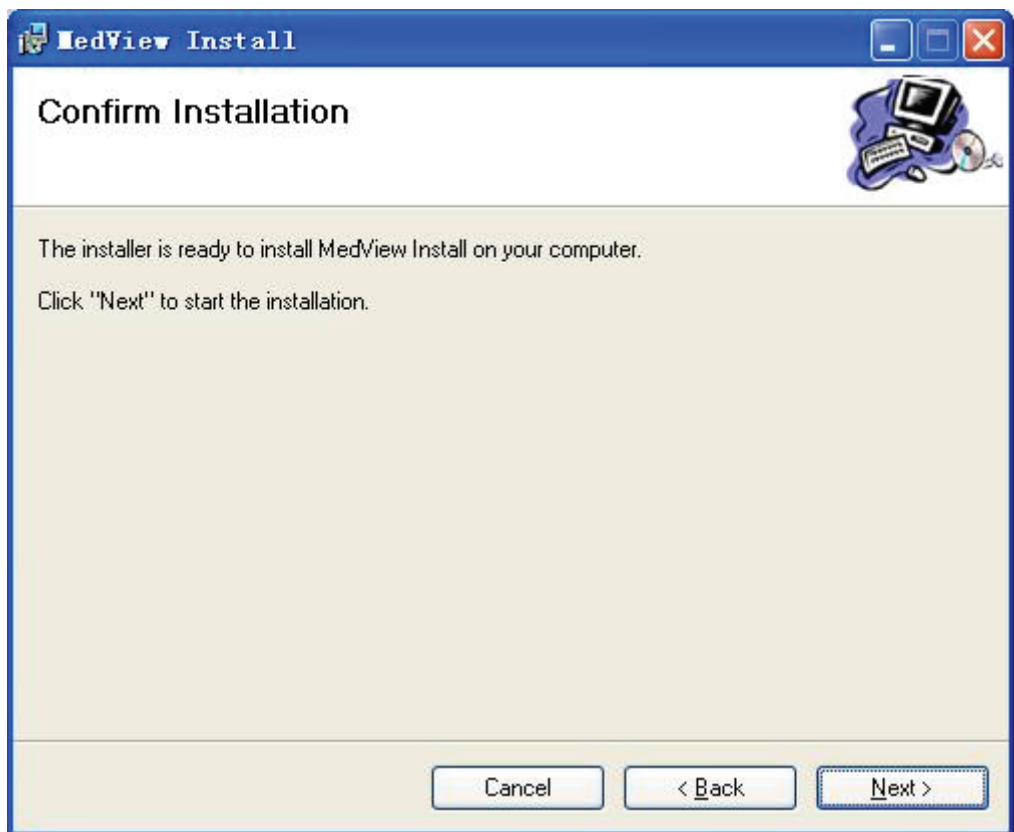 MedView Install
Confirm Installation
The installer is ready to install MedView Install on your computer.
Click "Next" to start the installation.
Cancel
< Back
Next >